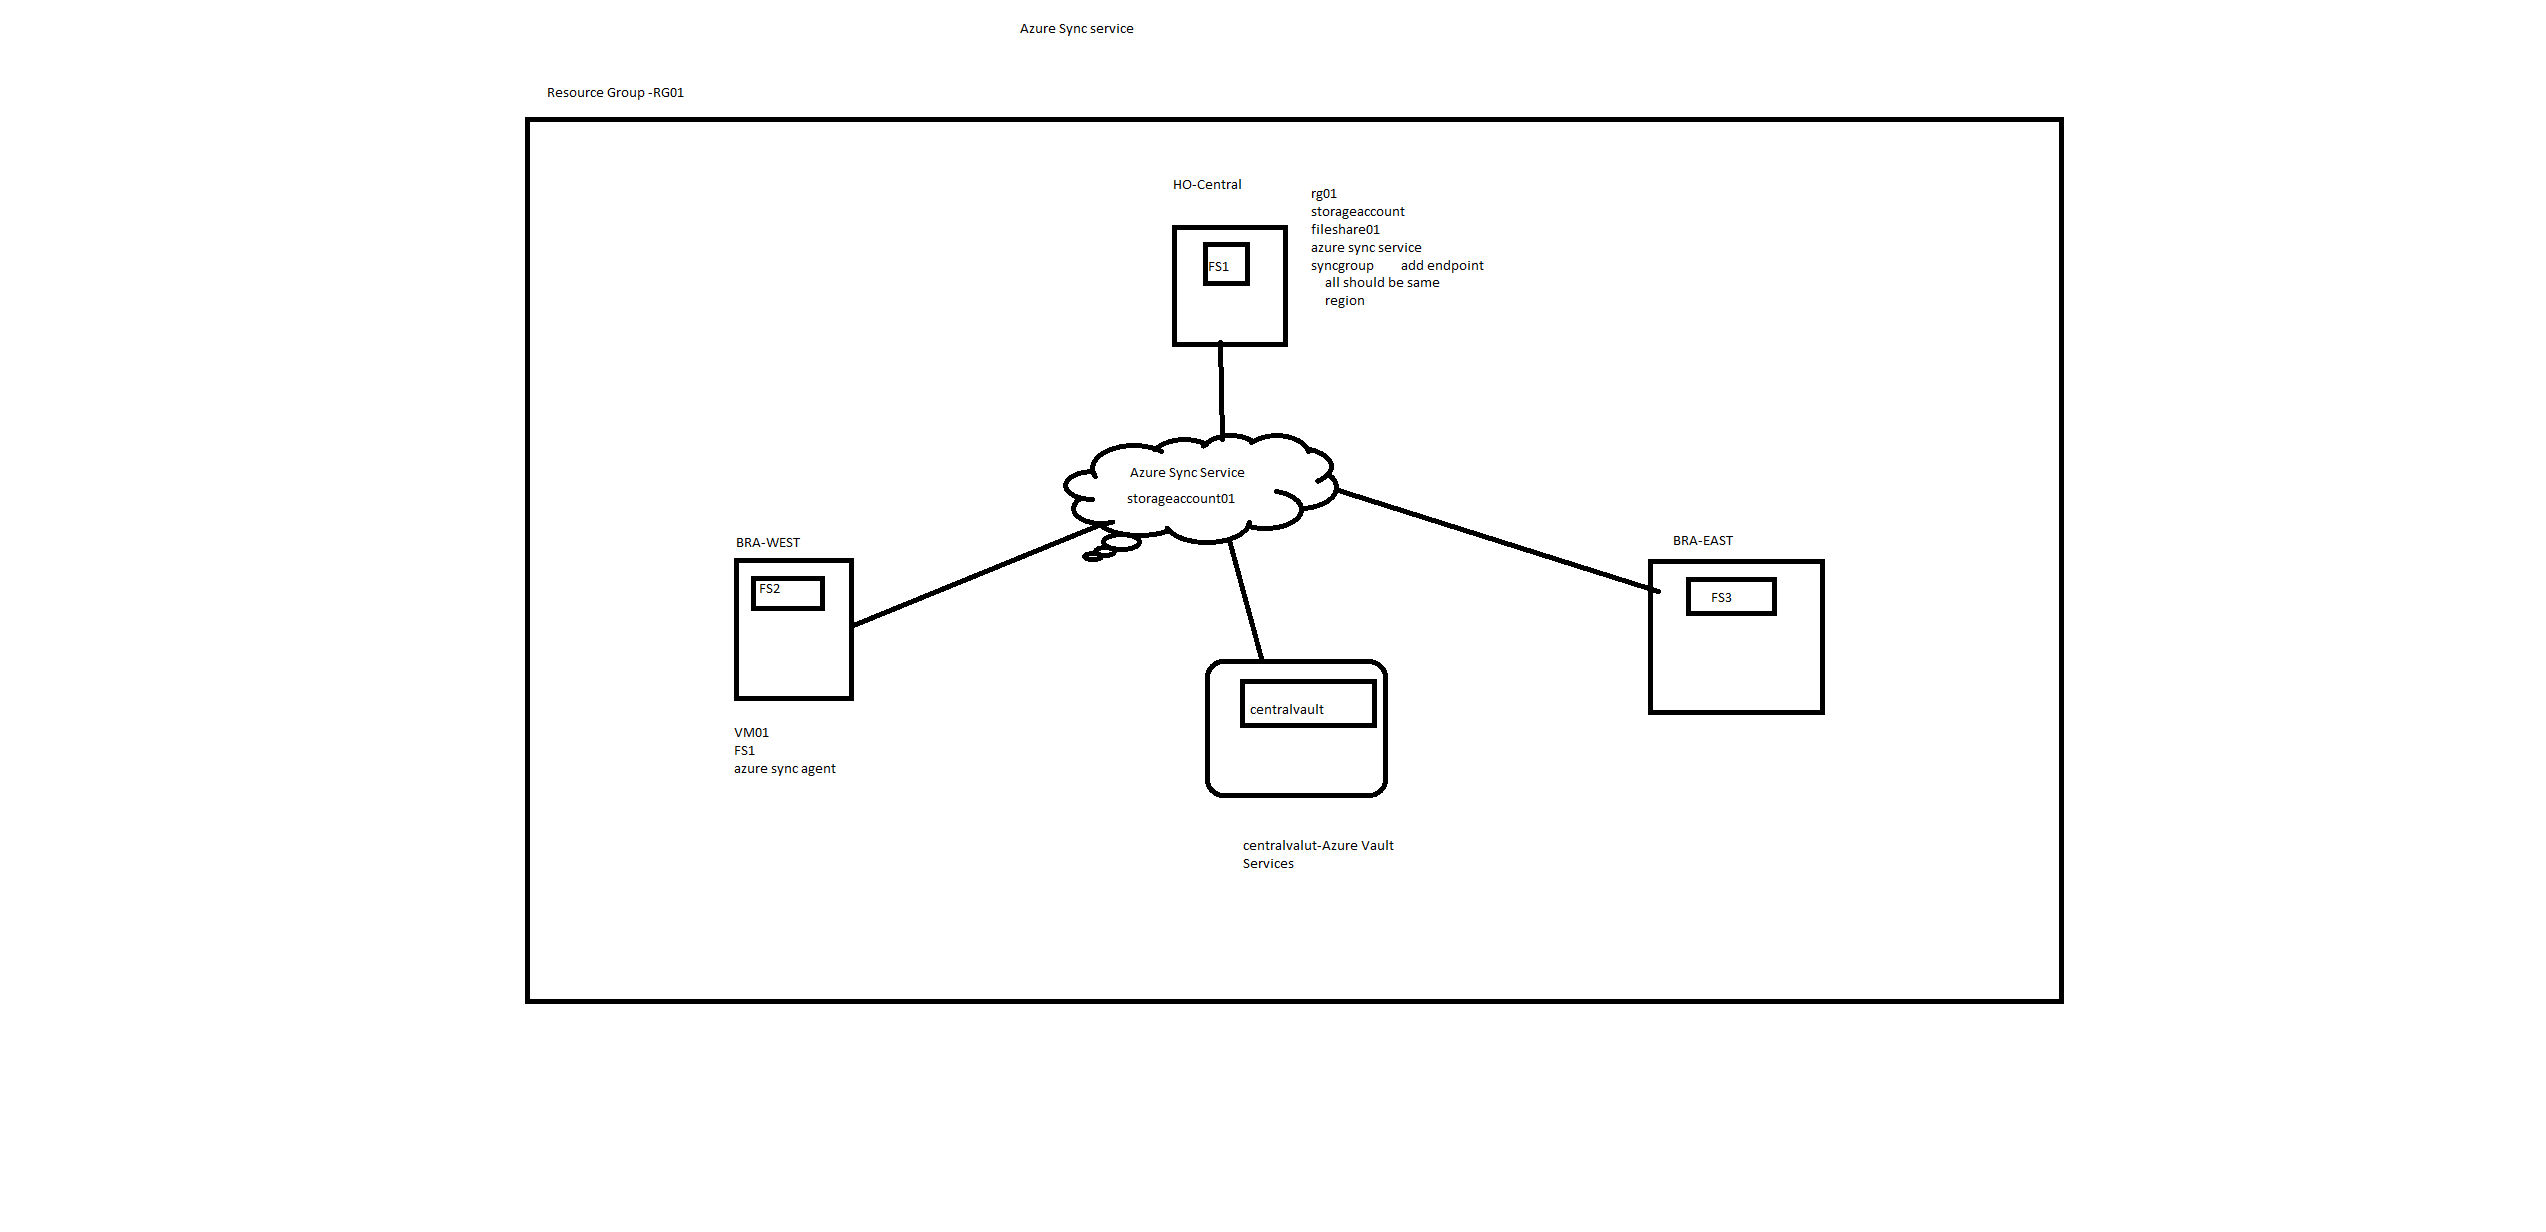 Azure Sync service
Resource Group -RG01
HO-Central
rg01
storageaccount
fileshare01
azure sync service
syncgroup add endpoint
all should be same
region
FS1
Azure Sync Service
storageaccount01
BRA-WEST
FS2
VM01
FS1
azure sync agent
BRA-EAST
FS3
centralvault
centralvalut-Azure Vault
Services